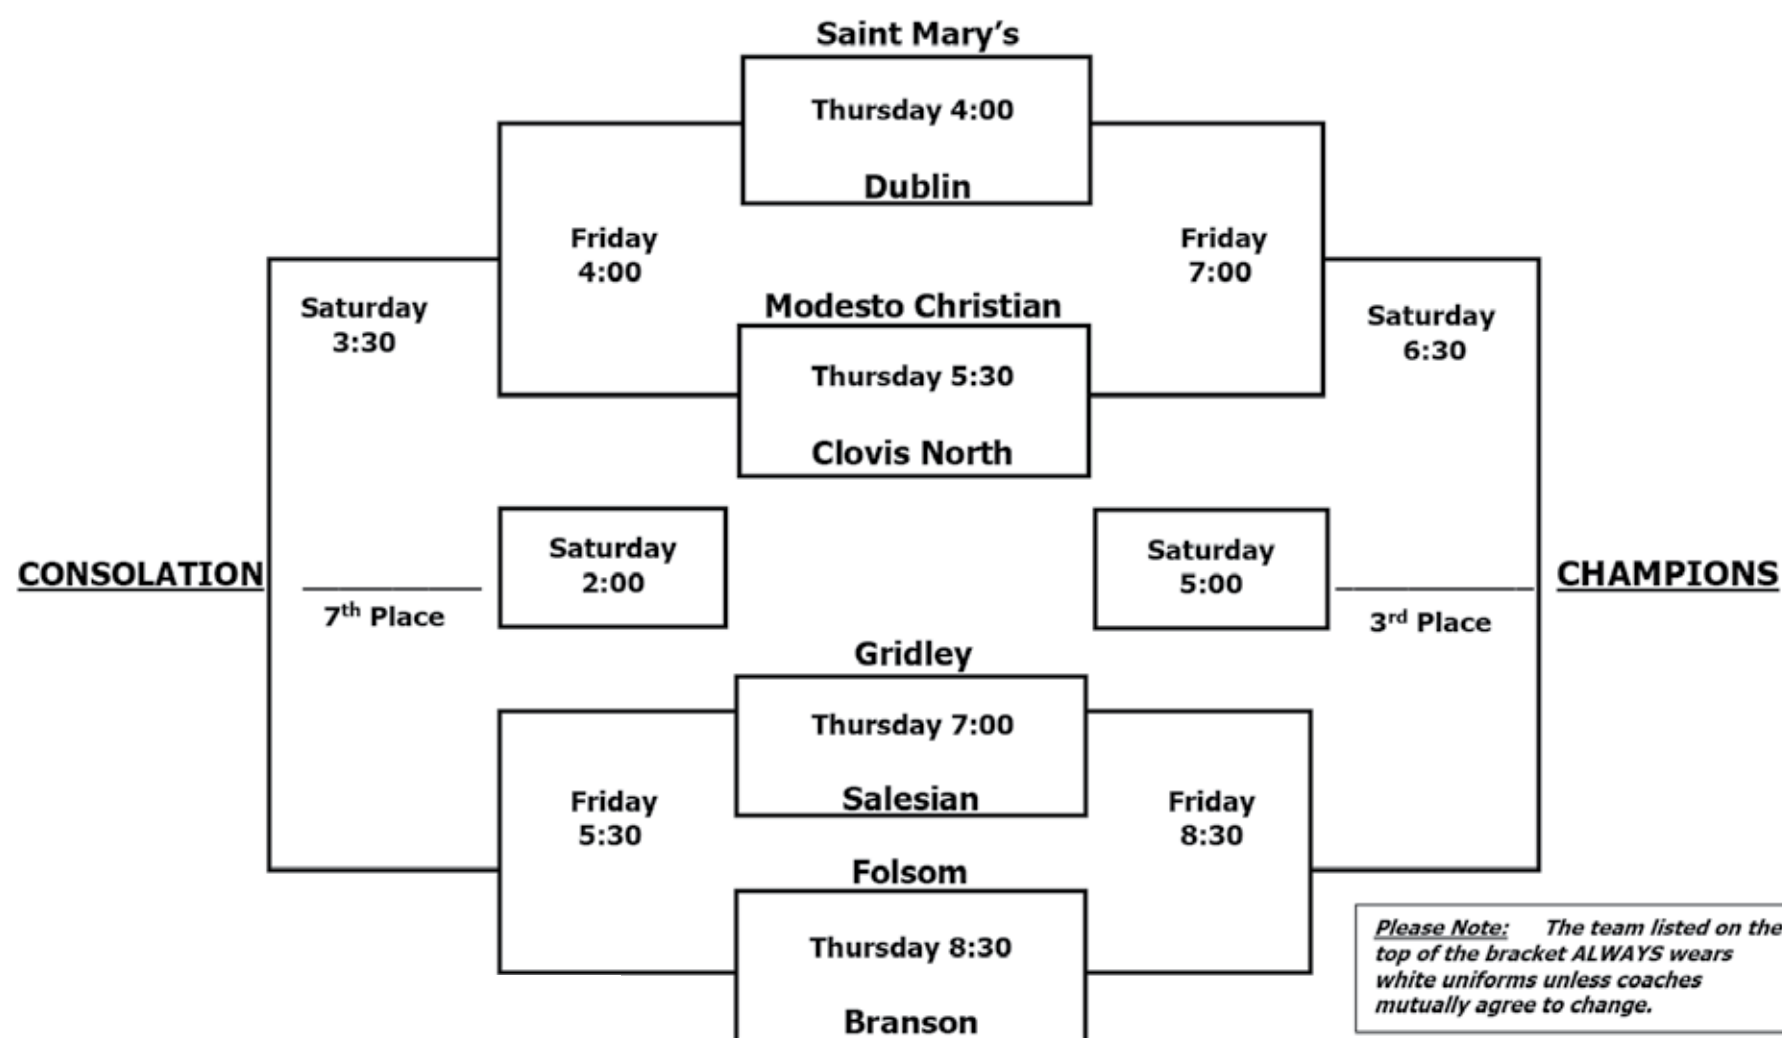 Saint Mary’s
Thursday 4:00
Dublin
Friday
4:00
Friday
7:00
Modesto Christian
Saturday
3:30
Saturday
6:30
Thursday 5:30
Clovis North
Saturday
2:00
Saturday
5:00
CONSOLATION
CHAMPIONS
7th Place
3rd Place
Gridley
Thursday 7:00
Salesian
Friday
5:30
Friday
8:30
Folsom
Thursday 8:30
Branson
Please Note: The team listed on the
top of the bracket ALWAYS wears
white uniforms unless coaches
mutually agree to change.